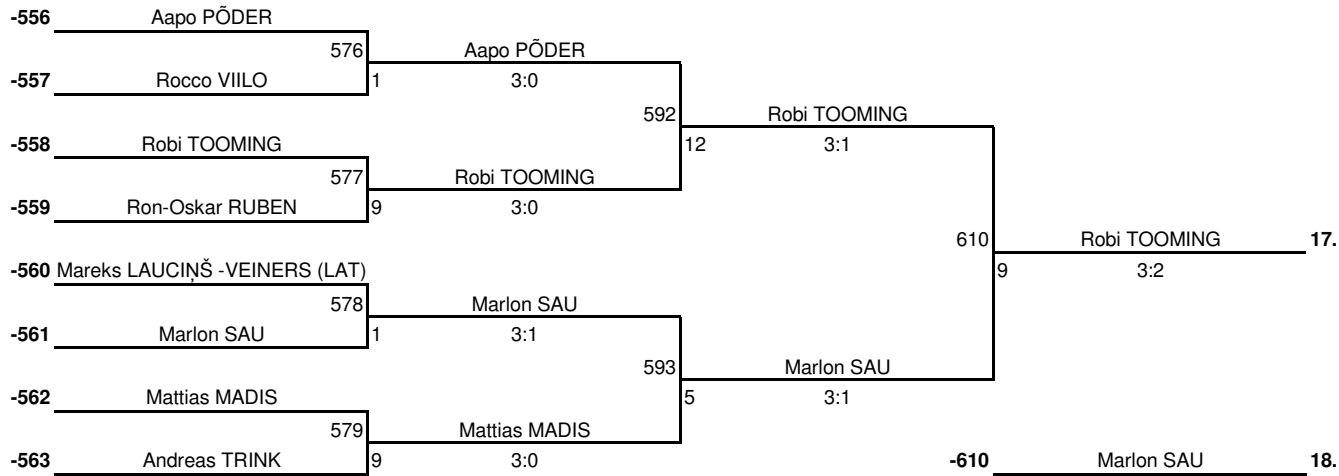 -556 Aapo PÕDER
576 Aapo PÕDER
-557 Rocco VIILO 1 3:0
592 Robi TOOMING
-558 Robi TOOMING 12 3:1
577 Robi TOOMING
-559 Ron-Oskar RUBEN 9 3:0
610 Robi TOOMING 17.
-560 Mareks LAUCIŅŠ -VEINERS (LAT) 9 3:2
578 Marlon SAU
-561 Marlon SAU 1 3:1
593 Marlon SAU
-562 Mattias MADIS 5 3:1
579 Mattias MADIS
-563 Andreas TRINK 9 3:0 -610 Marlon SAU 18.